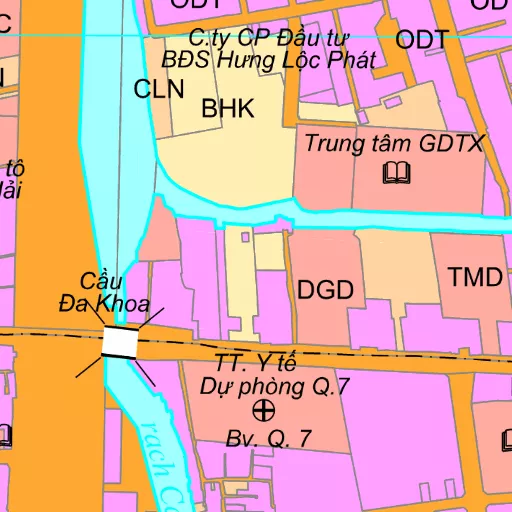 ODT
OD
C.ty CP Đầu tư
ODT
BĐS Hưng Lộc Phát
CLN
BHK
Trung tâm GDTX
tô
Cầu
Đa Khoa
DGD
TMD
TT. Y tế
Dự phòng Q.7
Bv. Q. 7
rạch